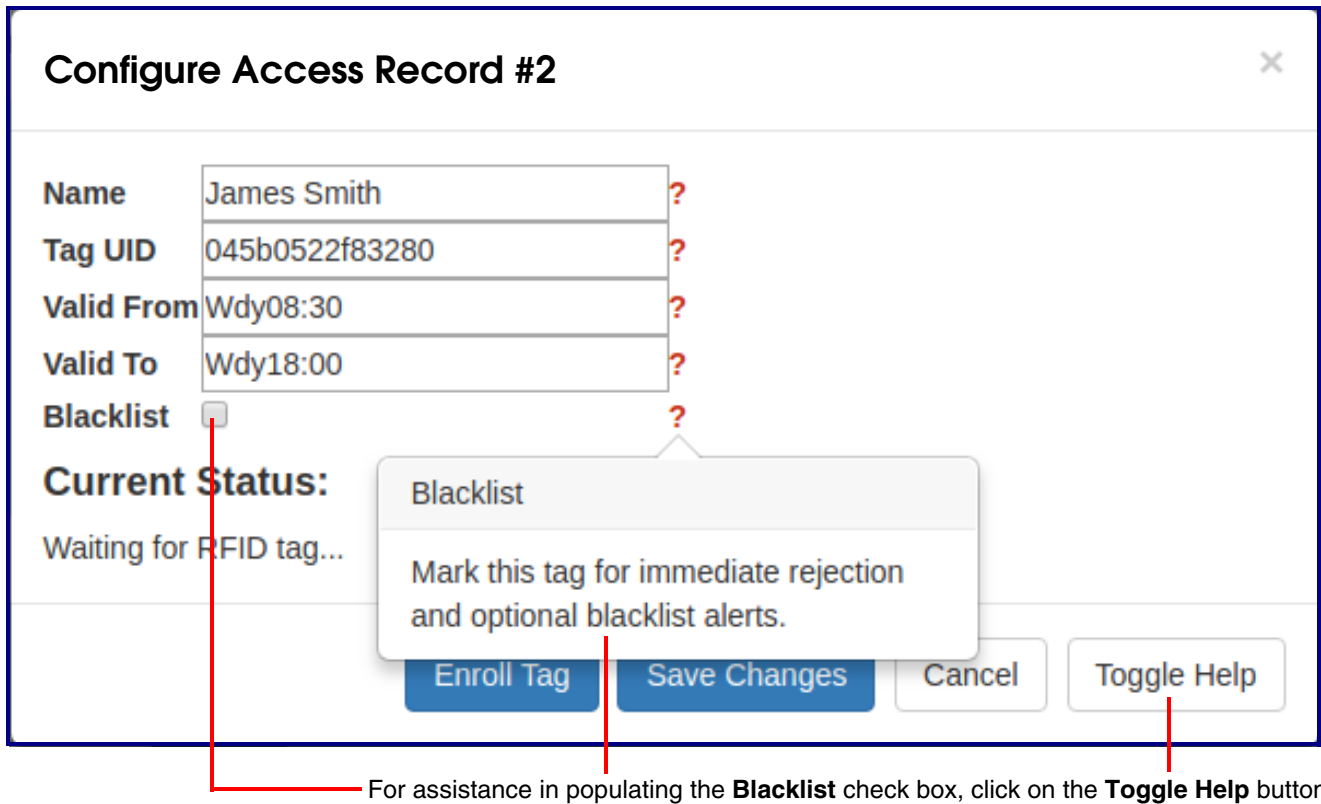 Configure Access Record #2 ×
Name James Smith ?
Tag UID 045b0522f83280 ?
Valid From Wdy08:30 ?
Valid To Wdy18:00 ?
Blacklist ?
Current Status:
Waiting for RFID tag...
Blacklist
Mark this tag for immediate rejection
and optional blacklist alerts.
Enroll Tag Save Changes Cancel Toggle Help
For assistance in populating the Blacklist check box, click on the Toggle Help button